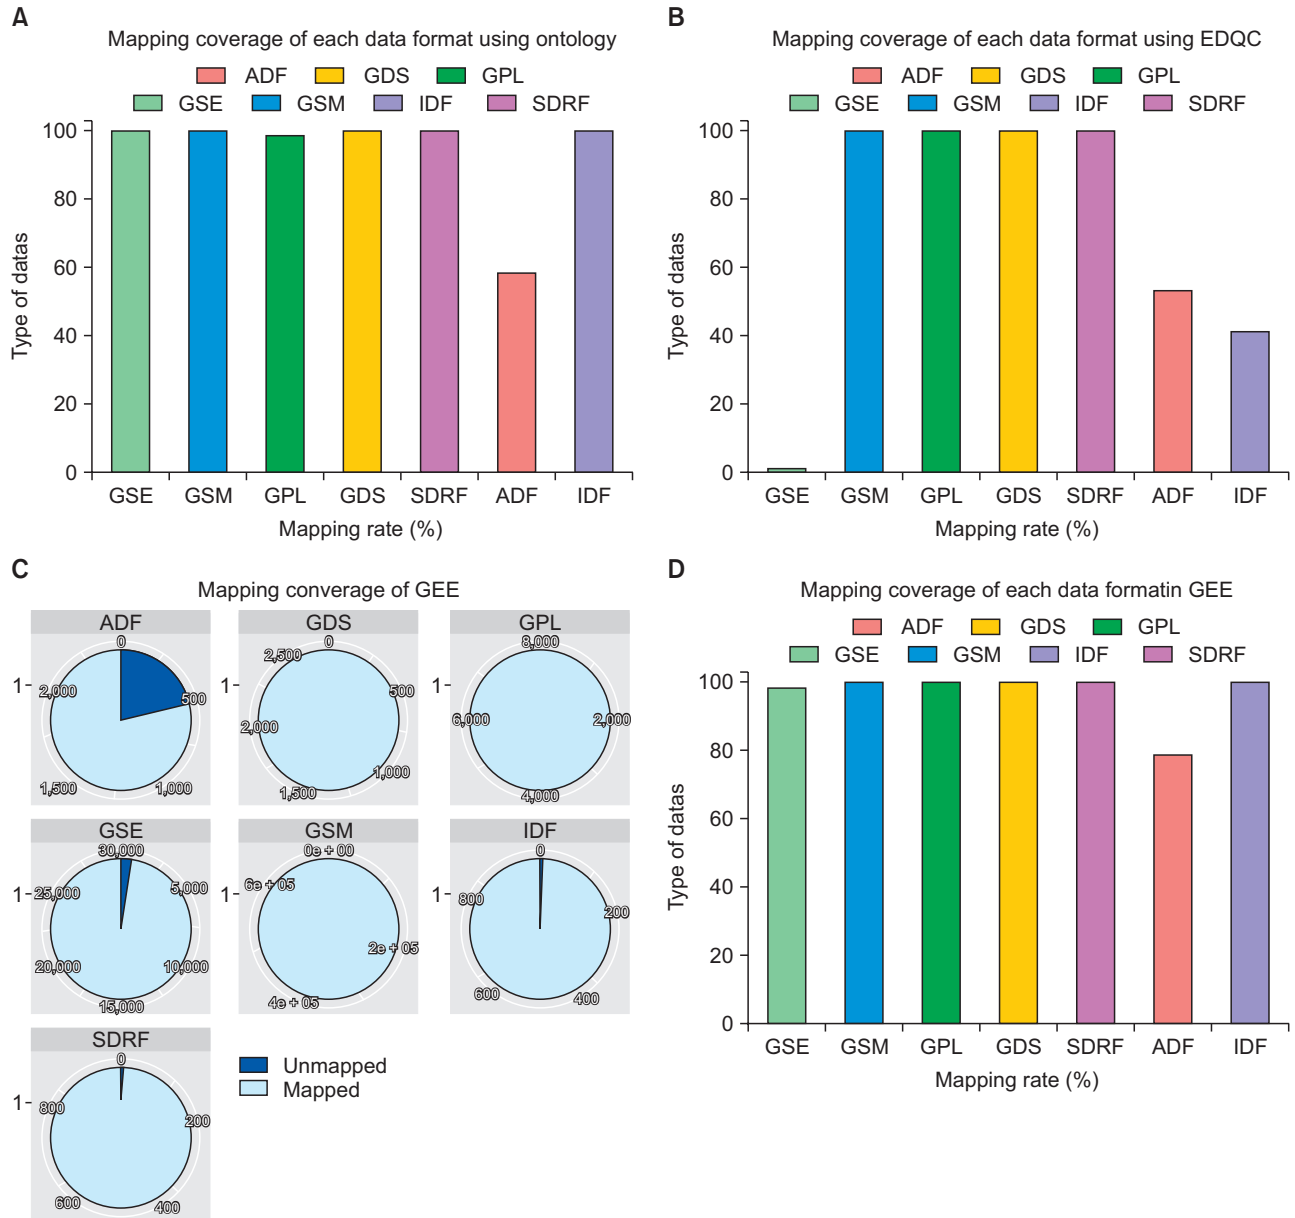 A
Mapping coverage of each data format using ontology
ADF GDS GPL
GSE GSM IDF SDRF
100
80
60
40
20
0
Type of datas
GSE GSM GPL GDS SDRF ADF IDF
Mapping rate (%)
B
Mapping coverage of each data format using EDQC
ADF GDS GPL
GSE GSM IDF SDRF
100
80
60
40
20
0
Type of datas
GSE GSM GPL GDS SDRF ADF IDF
Mapping rate (%)
C
Mapping converage of GEE
ADF
0
500
1,000
1,500
2,000
1
GDS
0
500
1,000
1,500
2,000
2,500
1
GPL
8,000
2,000
4,000
6,000
1
GSE
30,000
5,000
10,000
15,000
20,000
25,000
1
GSM
0e + 00
2e + 05
4e + 05
6e + 05
1
IDF
0
200
400
600
800
1
SDRF
0
200
400
600
800
1
Unmapped
Mapped
D
Mapping coverage of each data formatin GEE
ADF GDS GPL
GSE GSM IDF SDRF
100
80
60
40
20
0
Type of datas
GSE GSM GPL GDS SDRF ADF IDF
Mapping rate (%)